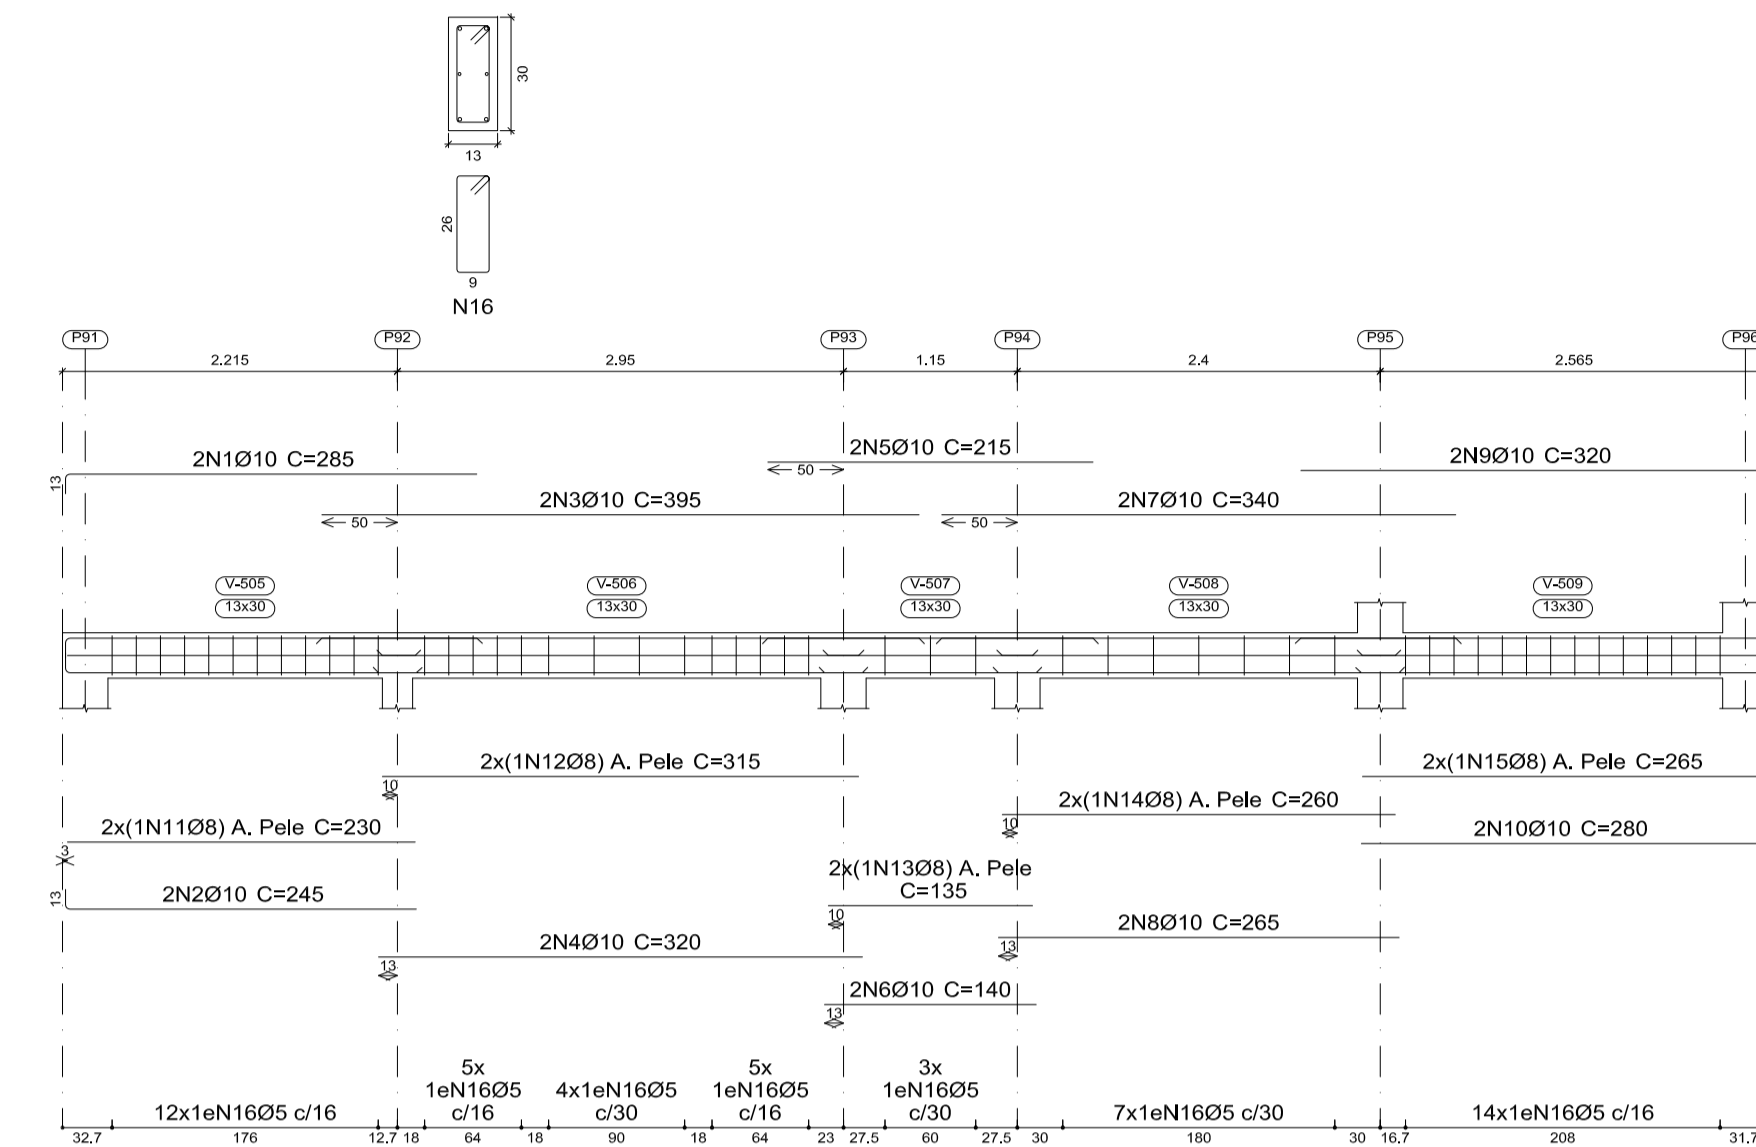 30
13
26
9
N16
P91 P92 P93 P94 P95 P96
2.215 2.95 1.15 2.4 2.565
2N1Ø10 C=285
13
2N5Ø10 C=215
50
2N9Ø10 C=320
2N3Ø10 C=395
50
2N7Ø10 C=340
50
V-505 V-506 V-507 V-508 V-509
13x30 13x30 13x30 13x30 13x30
2x(1N12Ø8) A. Pele C=315
10
2x(1N15Ø8) A. Pele C=265
2x(1N14Ø8) A. Pele C=260
10
2x(1N11Ø8) A. Pele C=230
3
2N10Ø10 C=280
2x(1N13Ø8) A. Pele
C=135
10
13
2N2Ø10 C=245
2N8Ø10 C=265
13
2N4Ø10 C=320
13
2N6Ø10 C=140
13
12x1eN16Ø5 c/16
5x
1eN16Ø5
c/16
4x1eN16Ø5
c/30
5x
1eN16Ø5
c/16
3x
1eN16Ø5
c/30
7x1eN16Ø5 c/30
14x1eN16Ø5 c/16
32.7 176 12.7 18 64 18 90 18 64 23 27.5 60 27.5 30 180 30 16.7 208 31.7